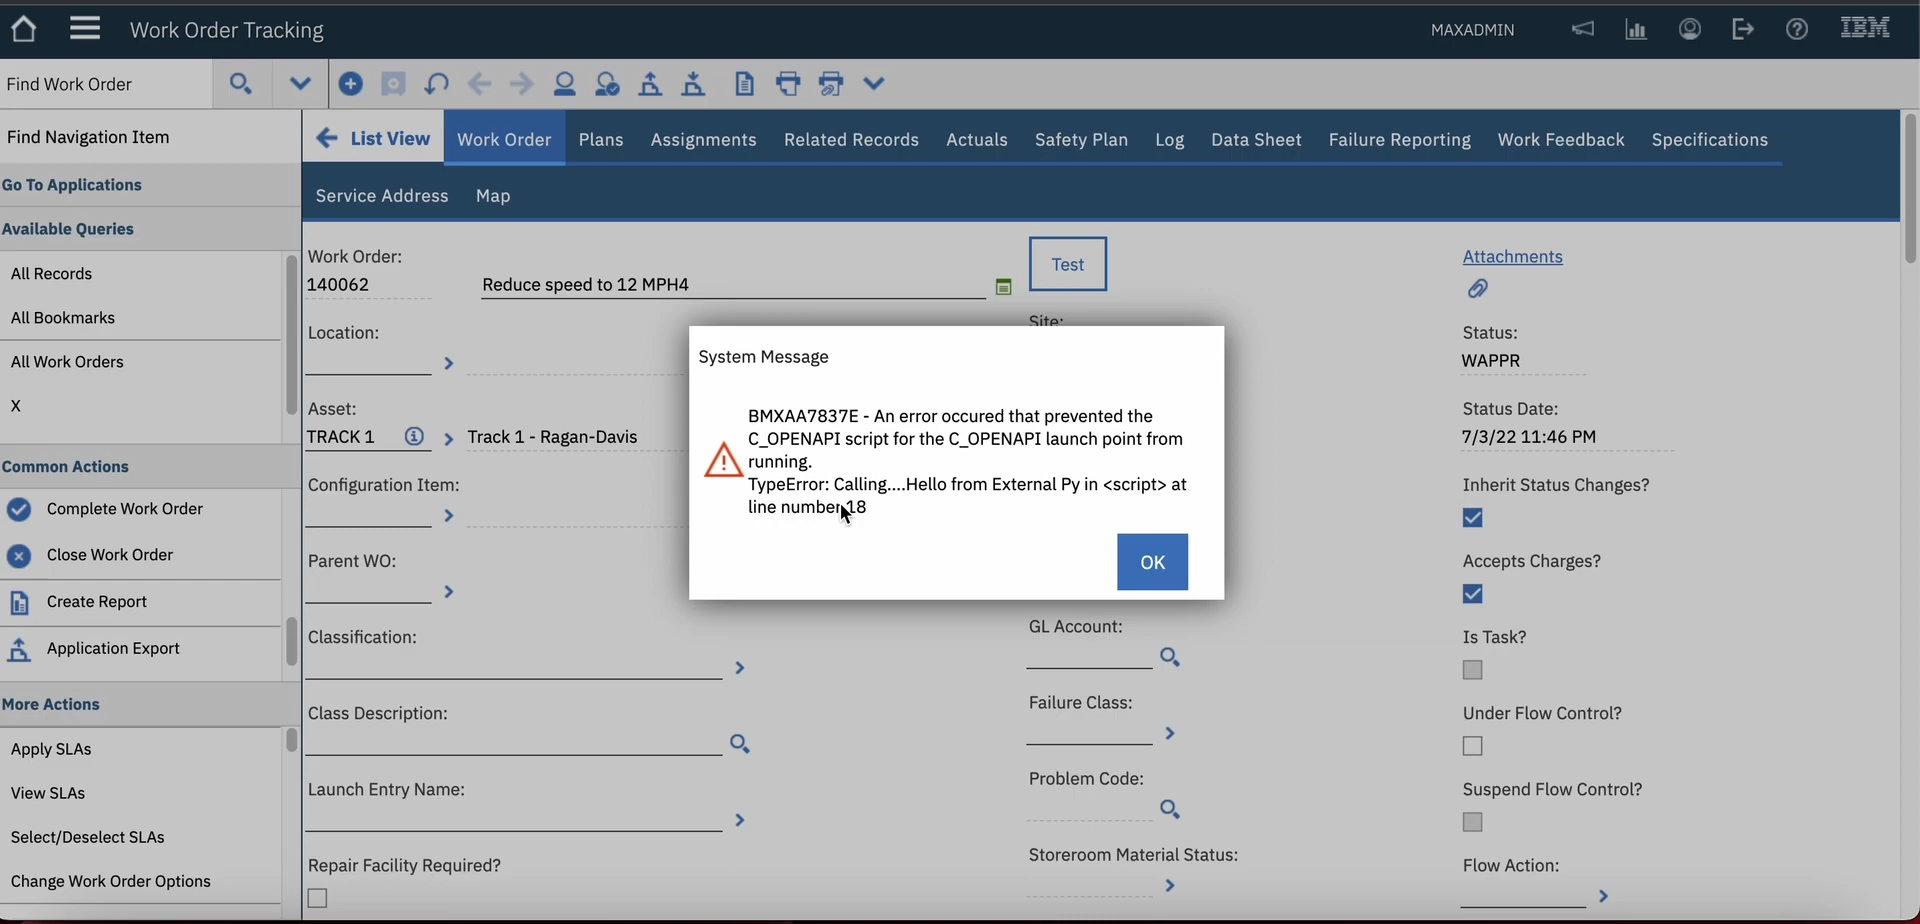 Work Order Tracking
MAXADMIN
IBM
Find Work Order
Find Navigation Item
Go To Applications
Available Queries
All Records
All Bookmarks
All Work Orders
X
Common Actions
Complete Work Order
Close Work Order
Create Report
Application Export
More Actions
Apply SLAs
View SLAs
Select/Deselect SLAs
Change Work Order Options
List View
Work Order
Plans
Assignments
Related Records
Actuals
Safety Plan
Log
Data Sheet
Failure Reporting
Work Feedback
Specifications
Service Address
Map
Work Order:
140062
Reduce speed to 12 MPH4
Location:
Asset:
TRACK 1
Track 1 - Ragan-Davis
Configuration Item:
Parent WO:
Classification:
Class Description:
Launch Entry Name:
Repair Facility Required?
Test
Site:
System Message
BMXAA7837E - An error occured that prevented the
C_OPENAPI script for the C_OPENAPI launch point from
running.
TypeError: Calling....Hello from External Py in <script> at
line number 18
OK
GL Account:
Failure Class:
Problem Code:
Storeroom Material Status:
Attachments
Status:
WAPPR
Status Date:
7/3/22 11:46 PM
Inherit Status Changes?
Accepts Charges?
Is Task?
Under Flow Control?
Suspend Flow Control?
Flow Action: